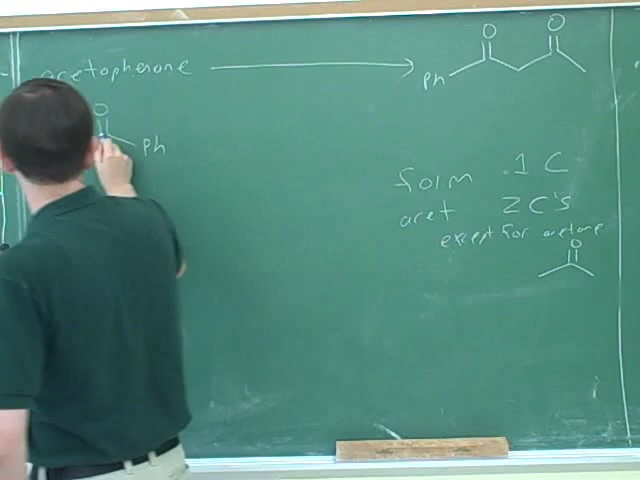 acetophenone
O O
Ph
O
Ph
form 1 C
acet 2 C's
except for acetone
O